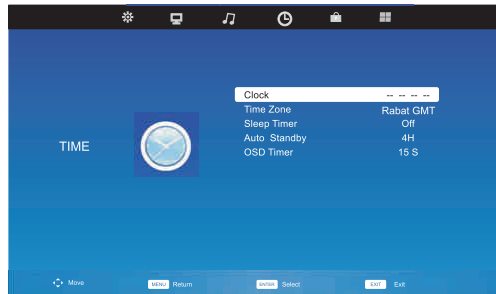 Clock -- -- -- --
Time Zone Rabat GMT
Sleep Timer Off
TIME
Auto Standby 4H
OSD Timer 15 S
Move MENU Return ENTER Select EXIT Exit